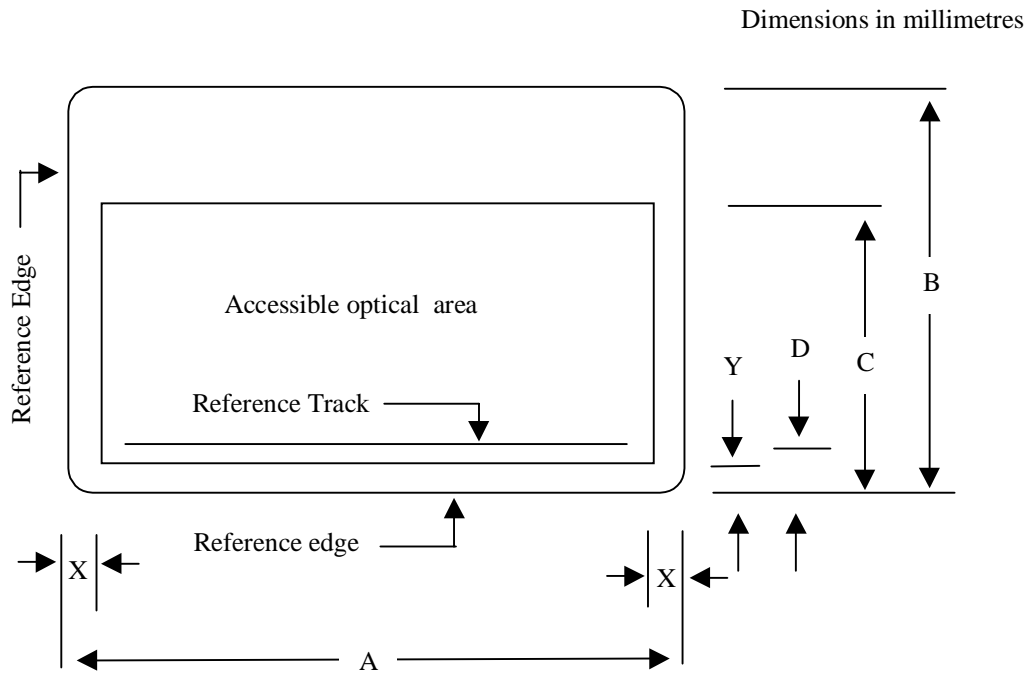 Dimensions in millimetres
Reference Edge
B
Accessible optical area
D
Y
C
Reference Track
Reference edge
X
X
A